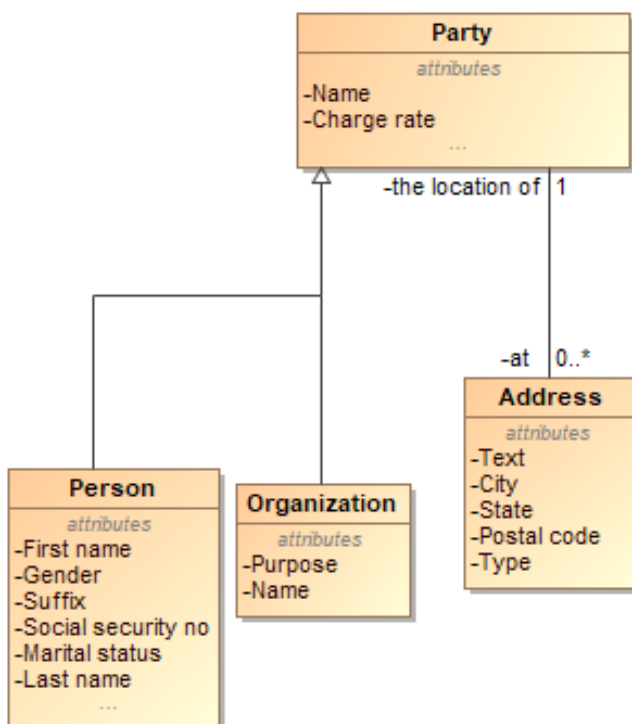 Party
attributes
-Name
-Charge rate
...
-the location of 1
-at 0..*
Address
attributes
-Text
-City
-State
-Postal code
-Type
Person
attributes
-First name
-Gender
-Suffix
-Social security no
-Marital status
-Last name
...
Organization
attributes
-Purpose
-Name